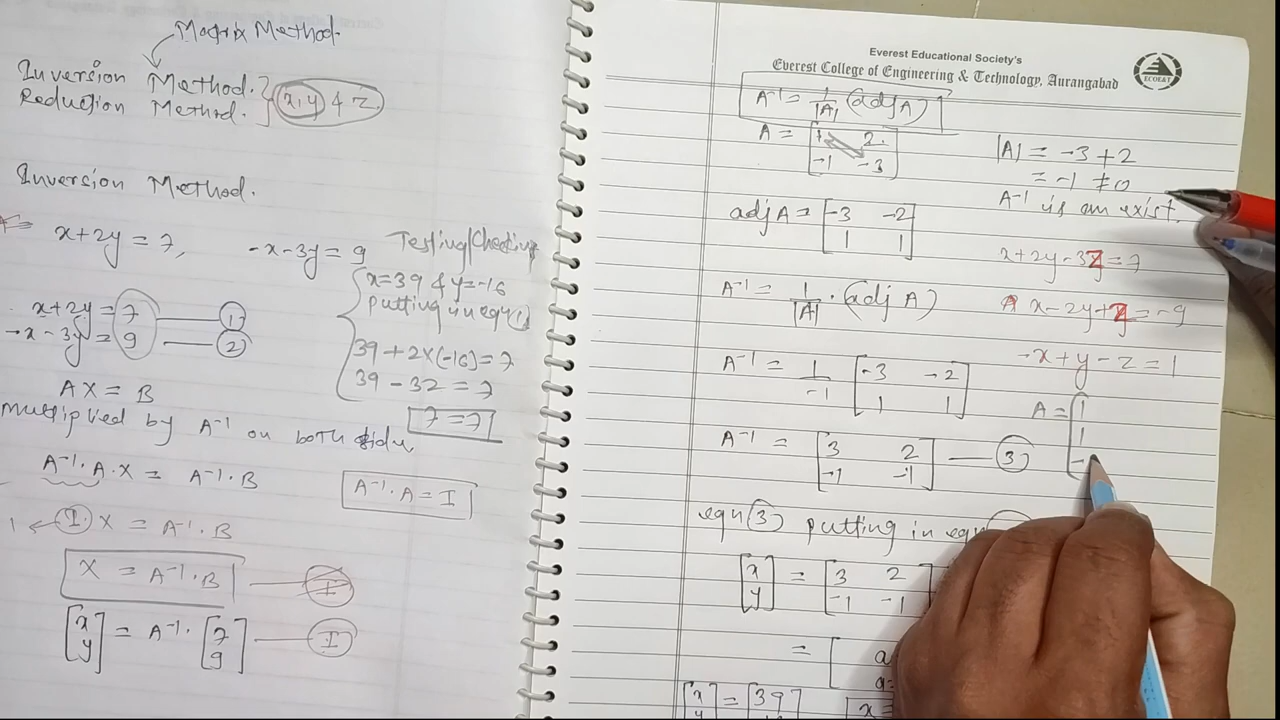 Matrix Method.
Inversion Method.
Reduction Method. } x, y & z
Inversion Method.
x+2y = 7, -x-3y = 9
x+2y = 7 — 1
-x-3y = 9 — 2
AX = B
Multiplied by A⁻¹ on both side
A⁻¹·A·X = A⁻¹·B
A⁻¹·A = I
1 ← I X = A⁻¹·B
X = A⁻¹·B — I
[x y] = A⁻¹·[7 9] — I
Testing/Checking
x=39 & y=-16
putting in eqn 1
39+2x(-16)=7
39-32=7
7=7
Everest Educational Society's
Everest College of Engineering & Technology, Aurangabad
ECOE&T
A⁻¹ = 1/|A| (adj A)
A = [1 2 -1 -3]
|A| = -3+2
= -1 ≠0
A⁻¹ is an exist.
adj A = [-3 -2 1 1]
A⁻¹ = 1/|A| · (adj A)
A⁻¹ = 1/-1 [-3 -2 1 1]
A⁻¹ = [3 2 -1 -1] — 3
x+2y-3z=7
x-2y+z=-9
-x+y-z=1
A = [1 1 -
eqn 3 putting in eqn
[x y] = [3 2 -1 -1]
= [
[x y] = [39
x =